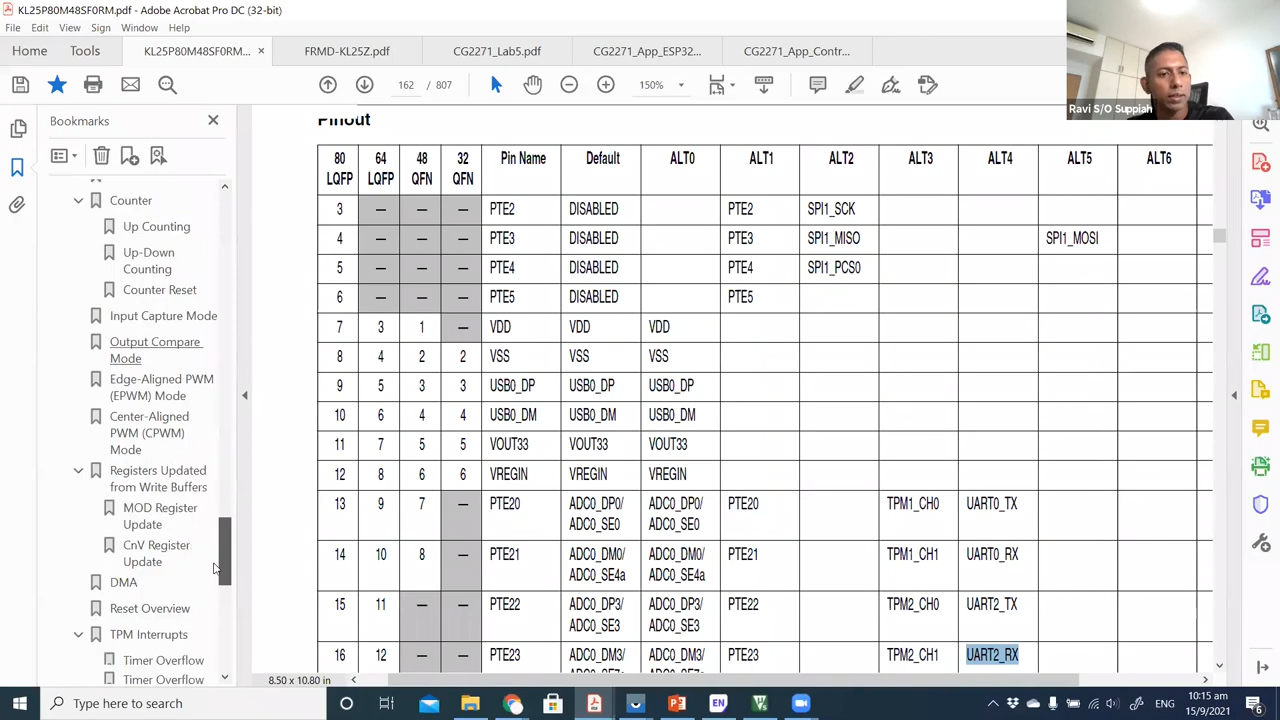 KL25P80M48SF0RM.pdf - Adobe Acrobat Pro DC (32-bit)
File Edit View Sign Window Help
Home Tools KL25P80M48SF0RM... × FRMD-KL25Z.pdf CG2271_Lab5.pdf CG2271_App_ESP32... CG2271_App_Contr...
162 / 807 150%
Ravi S/O Suppiah
Bookmarks
Counter
Up Counting
Up-Down
Counting
Counter Reset
Input Capture Mode
Output Compare
Mode
Edge-Aligned PWM
(EPWM) Mode
Center-Aligned
PWM (CPWM)
Mode
Registers Updated
from Write Buffers
MOD Register
Update
CnV Register
Update
DMA
Reset Overview
TPM Interrupts
Timer Overflow
Timer Overflow
Pinout
80 64 48 32 Pin Name Default ALT0 ALT1 ALT2 ALT3 ALT4 ALT5 ALT6
LQFP LQFP QFN QFN
3 — — — PTE2 DISABLED PTE2 SPI1_SCK
4 — — — PTE3 DISABLED PTE3 SPI1_MISO SPI1_MOSI
5 — — — PTE4 DISABLED PTE4 SPI1_PCS0
6 — — — PTE5 DISABLED PTE5
7 3 1 — VDD VDD VDD
8 4 2 2 VSS VSS VSS
9 5 3 3 USB0_DP USB0_DP USB0_DP
10 6 4 4 USB0_DM USB0_DM USB0_DM
11 7 5 5 VOUT33 VOUT33 VOUT33
12 8 6 6 VREGIN VREGIN VREGIN
13 9 7 — PTE20 ADC0_DP0/ ADC0_DP0/ PTE20 TPM1_CH0 UART0_TX
ADC0_SE0 ADC0_SE0
14 10 8 — PTE21 ADC0_DM0/ ADC0_DM0/ PTE21 TPM1_CH1 UART0_RX
ADC0_SE4a ADC0_SE4a
15 11 — — PTE22 ADC0_DP3/ ADC0_DP3/ PTE22 TPM2_CH0 UART2_TX
ADC0_SE3 ADC0_SE3
16 12 — — PTE23 ADC0_DM3/ ADC0_DM3/ PTE23 TPM2_CH1 UART2_RX
8.50 x 10.80 in
Type here to search
EN
10:15 am
15/9/2021
6